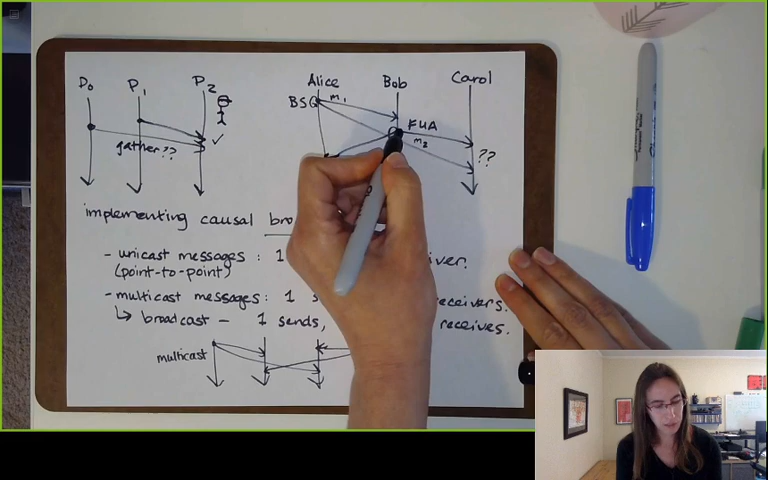 P0 P1 P2
gather?? ✓
Alice Bob Carol
BSG m1
FUA
m2
??
implementing causal
- unicast messages: 1
(point-to-point)
- multicast messages: 1 receivers.
↳ broadcast - 1 sends, receives.
multicast